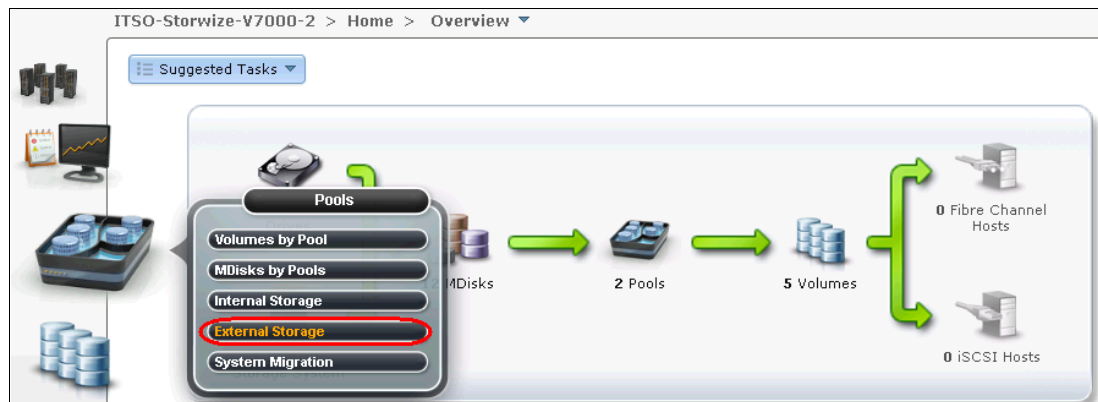 ITSO-Storwize-V7000-2 > Home > Overview
Suggested Tasks
Pools
Volumes by Pool
MDisks by Pools
Internal Storage
External Storage
System Migration
MDisks
2 Pools
5 Volumes
0 Fibre Channel
Hosts
0 iSCSI Hosts